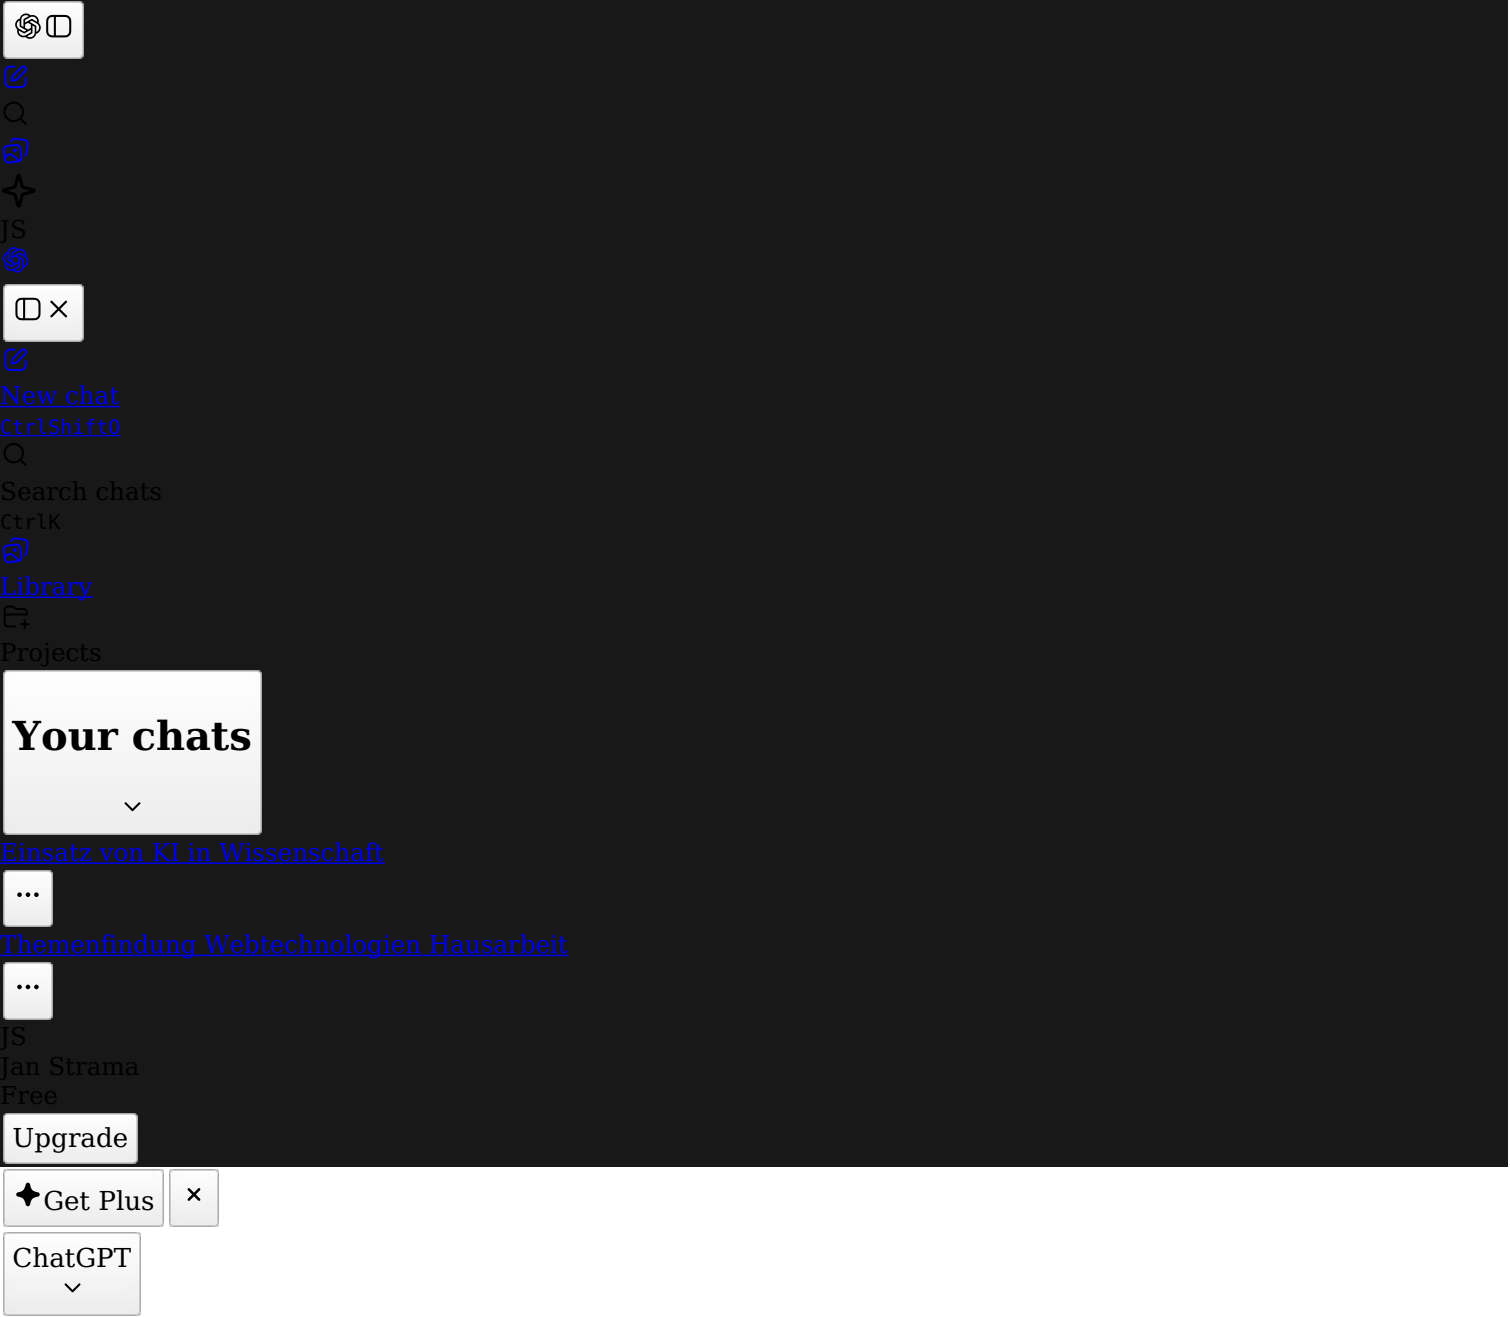 JS
New chat
CtrlShiftO
Search chats
CtrlK
Library
Projects
Your chats
Einsatz von KI in Wissenschaft
Themenfindung Webtechnologien Hausarbeit
JS
Jan Strama
Free
Upgrade
Get Plus
ChatGPT